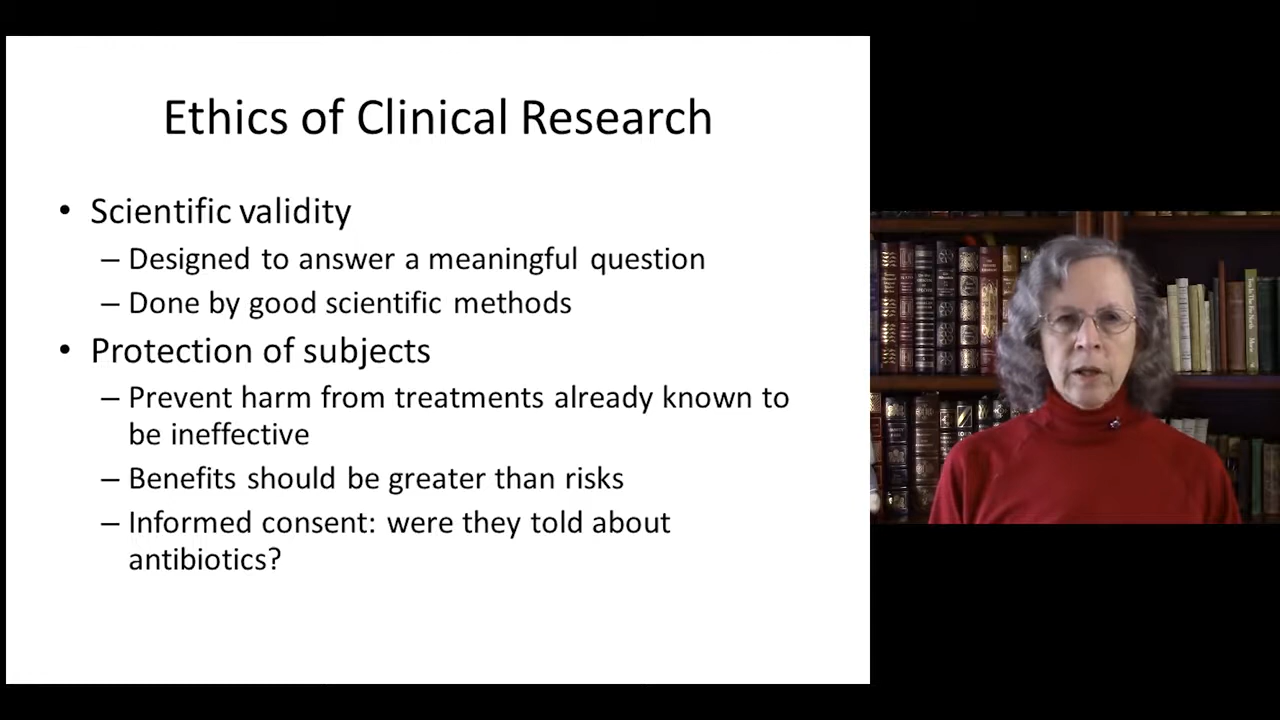 Ethics of Clinical Research
• Scientific validity
– Designed to answer a meaningful question
– Done by good scientific methods
• Protection of subjects
– Prevent harm from treatments already known to
be ineffective
– Benefits should be greater than risks
– Informed consent: were they told about
antibiotics?